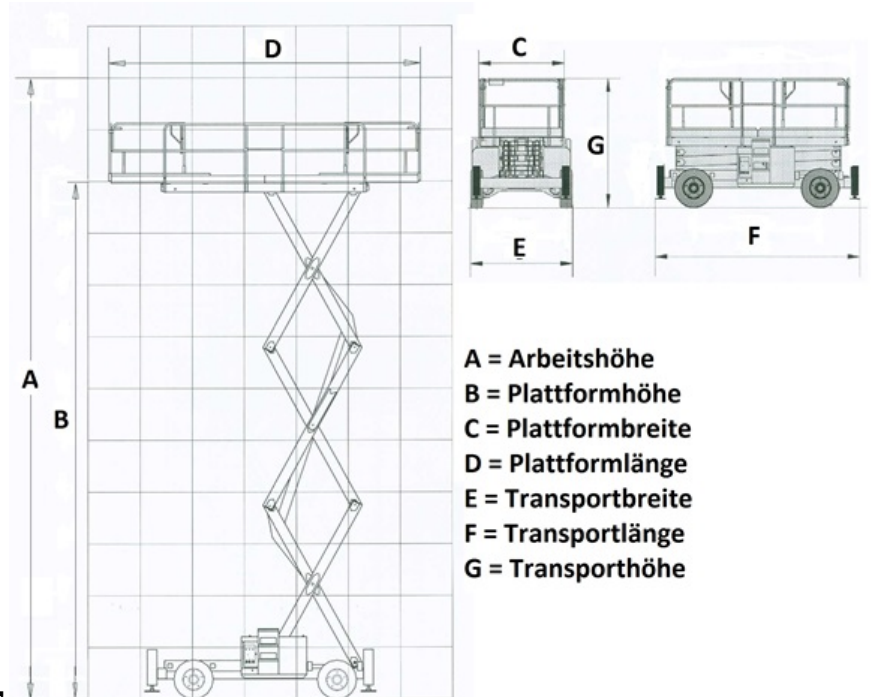 D
C
G
E
F
A
B
A = Arbeitshöhe
B = Plattformhöhe
C = Plattformbreite
D = Plattformlänge
E = Transportbreite
F = Transportlänge
G = Transporthöhe